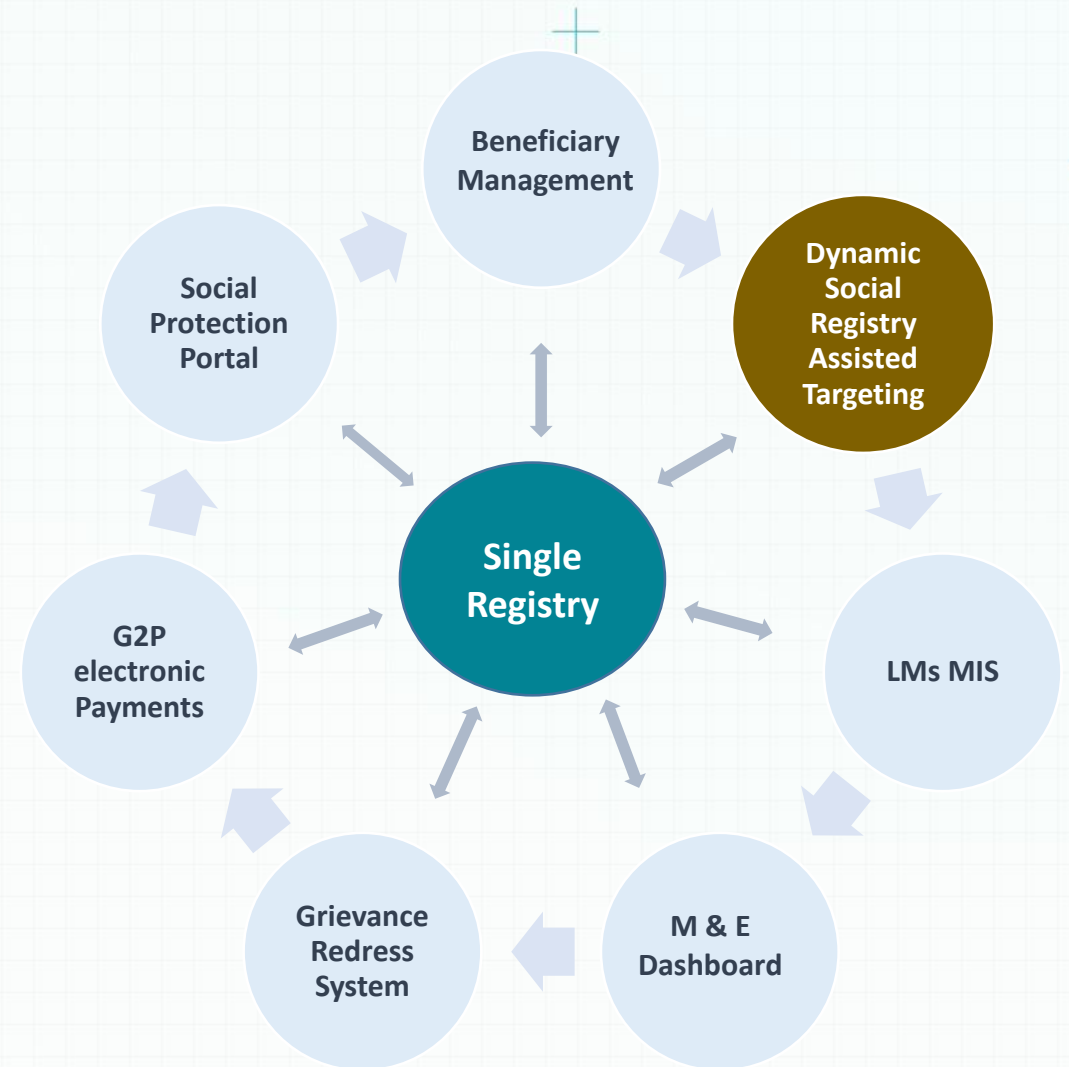 Beneficiary
Management
Dynamic
Social
Registry
Assisted
Targeting
Social
Protection
Portal
Single
Registry
G2P
electronic
Payments
LMs MIS
Grievance
Redress
System
M & E
Dashboard